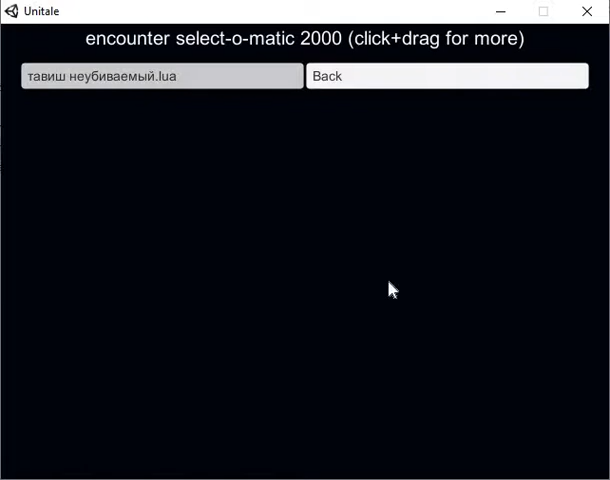 Unitale
encounter select-o-matic 2000 (click+drag for more)
тавиш неубиваемый.lua
Back